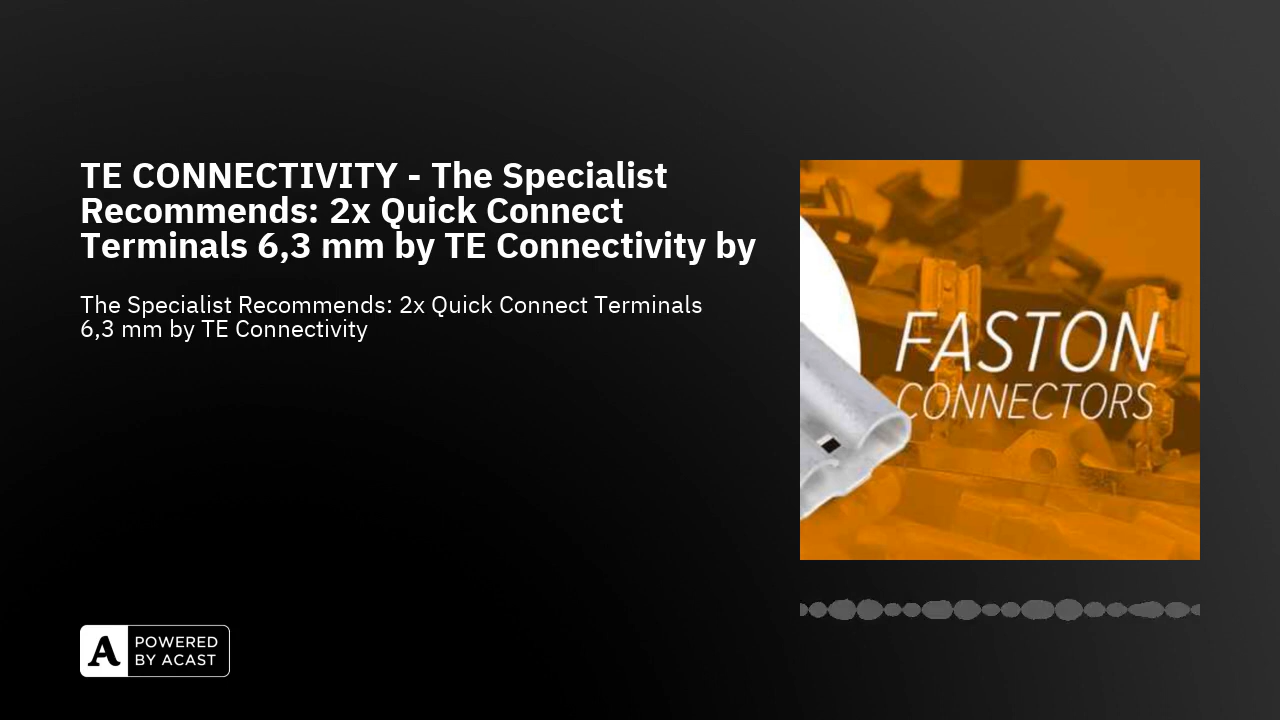 TE CONNECTIVITY - The Specialist
Recommends: 2x Quick Connect
Terminals 6,3 mm by TE Connectivity by
The Specialist Recommends: 2x Quick Connect Terminals
6,3 mm by TE Connectivity
FASTON
CONNECTORS
A
POWERED
BY ACAST